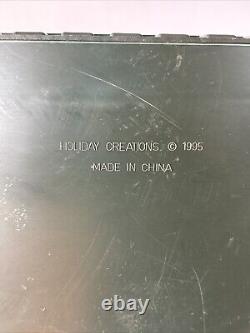 HOLIDAY CREATIONS, © 1995
MADE IN CHINA